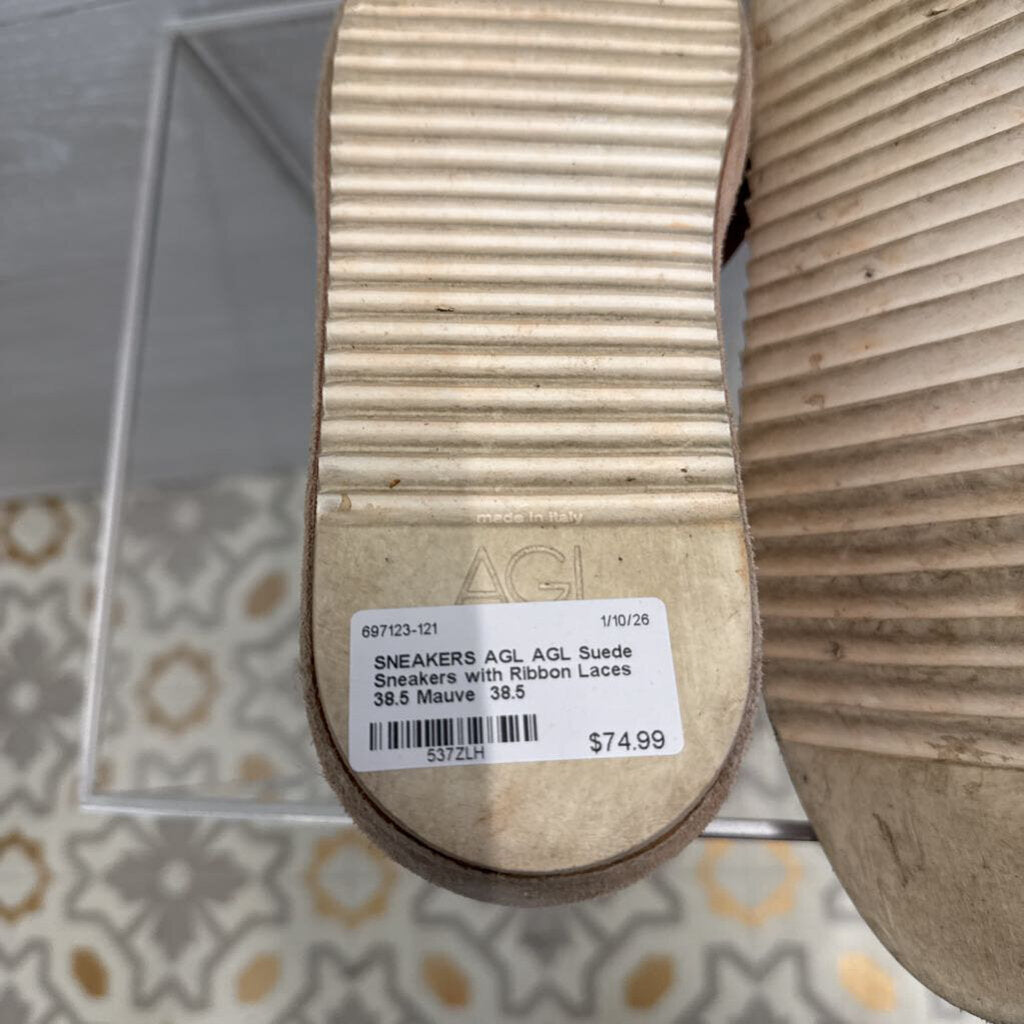 made in italy
AGL
697123-121 1/10/26
SNEAKERS AGL AGL Suede
Sneakers with Ribbon Laces
38.5 Mauve 38.5
537ZLH $74.99